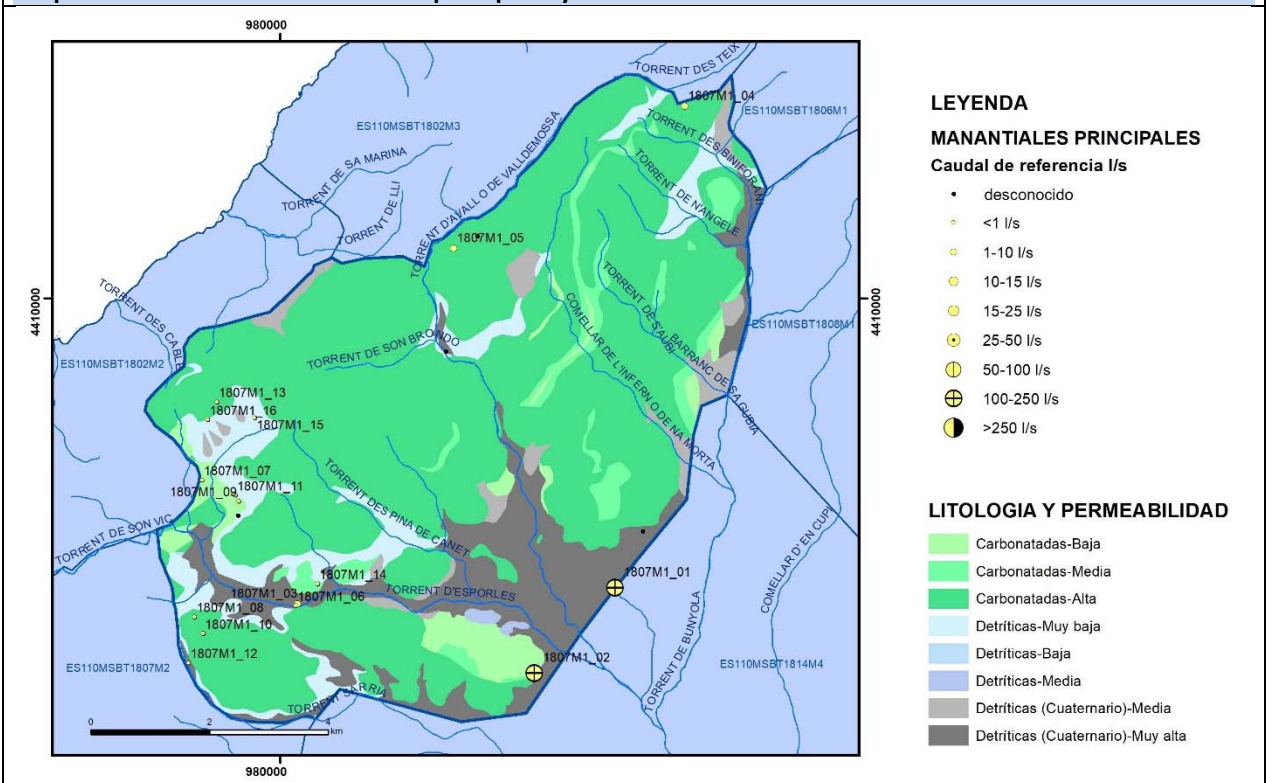 980000
TORRENT DES TEIX
1807M1_04
ES110MSBT1806M1
ES110MSBT1802M3
TORRENT DES BINIFORANI
TORRENT DE SA MARINA
TORRENT DE N'ANGELE
TORRENT DE LLI
TORRENT D'AVALL O DE VALLDEMOSSA
1807M1_05
4410000
4410000
TORRENT DES CABLE
TORRENT DE S'AUBI
COMELLAR DE L'INFERN O DE NA MORTA
BARRANC DE SA GUBIA
ES110MSBT1808M1
TORRENT DE SON BRONDO
ES110MSBT1802M2
1807M1_13
1807M1_16
1807M1_15
1807M1_07
1807M1_11
1807M1_09
TORRENT DES PINA DE CANET
TORRENT DE SON VIC
COMELLAR D'EN CUPI
1807M1_14
1807M1_01
1807M1_03
1807M1_06
TORRENT D'ESPORLES
1807M1_08
1807M1_10
1807M1_12
1807M1_02
ES110MSBT1807M2
ES110MSBT1814M4
TORRENT DE BUNYOLA
TORRENT SARRIA
0 2 4
km
980000
LEYENDA
MANANTIALES PRINCIPALES
Caudal de referencia l/s
desconocido
<1 l/s
1-10 l/s
10-15 l/s
15-25 l/s
25-50 l/s
50-100 l/s
100-250 l/s
>250 l/s
LITOLOGIA Y PERMEABILIDAD
Carbonatadas-Baja
Carbonatadas-Media
Carbonatadas-Alta
Detríticas-Muy baja
Detríticas-Baja
Detríticas-Media
Detríticas (Cuaternario)-Media
Detríticas (Cuaternario)-Muy alta